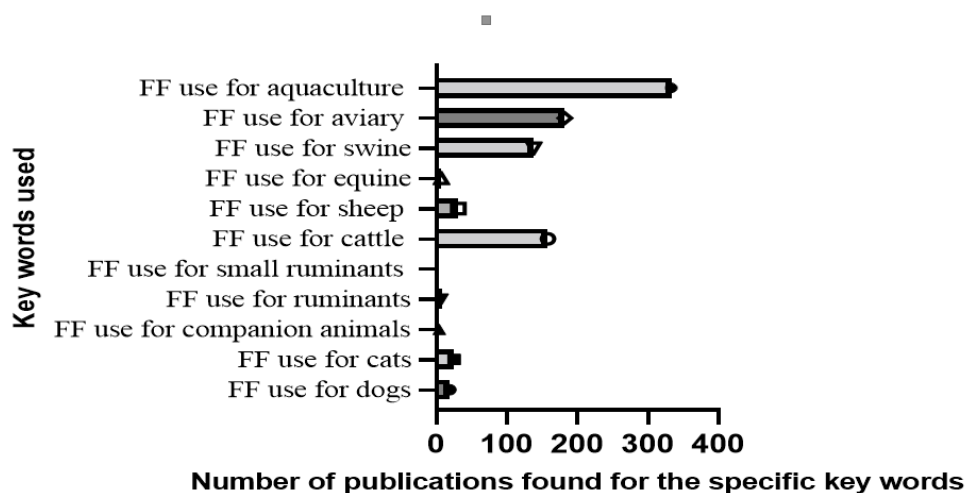 Key words used
FF use for aquaculture
FF use for aviary
FF use for swine
FF use for equine
FF use for sheep
FF use for cattle
FF use for small ruminants
FF use for ruminants
FF use for companion animals
FF use for cats
FF use for dogs
0 100 200 300 400
Number of publications found for the specific key words